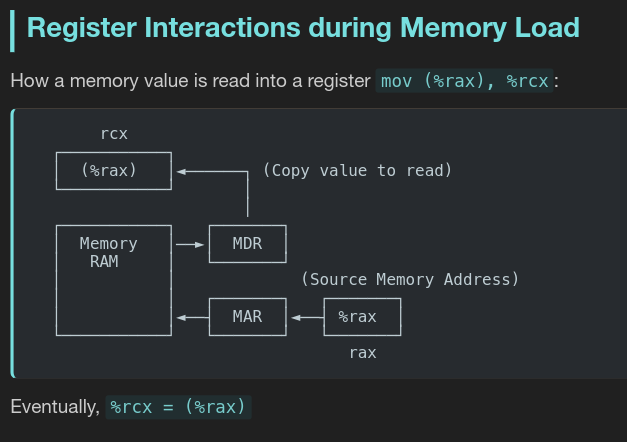 Register Interactions during Memory Load
How a memory value is read into a register mov (%rax), %rcx:
rcx
(%rax) (Copy value to read)
Memory MDR
RAM
(Source Memory Address)
MAR %rax
rax
Eventually, %rcx = (%rax)